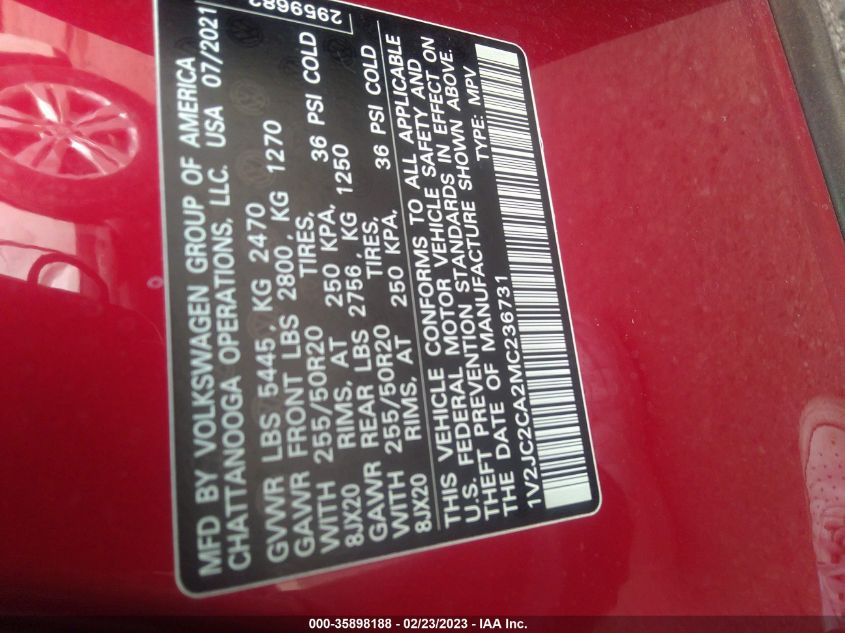 MFD BY VOLKSWAGEN GROUP OF AMERICA
CHATTANOOGA OPERATIONS, LLC. USA 07/2021
2959682
GVWR LBS 5445, KG 2470
GAWR FRONT LBS 2800, KG 1270
WITH 255/50R20 TIRES,
8JX20 RIMS, AT 250 KPA, 36 PSI COLD
GAWR REAR LBS 2756, KG 1250
WITH 255/50R20 TIRES,
8JX20 RIMS, AT 250 KPA, 36 PSI COLD
THIS VEHICLE CONFORMS TO ALL APPLICABLE
U.S. FEDERAL MOTOR VEHICLE SAFETY AND
THEFT PREVENTION STANDARDS IN EFFECT ON
THE DATE OF MANUFACTURE SHOWN ABOVE.
1V2JC2CA2MC236731 TYPE: MPV
000-35898188 - 02/23/2023 - IAA Inc.